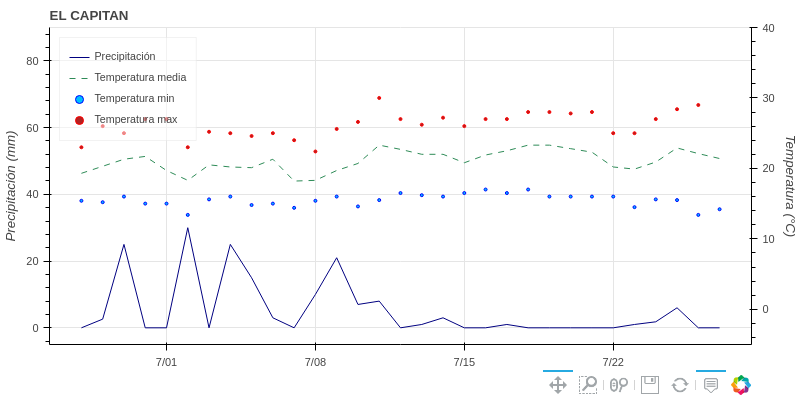 EL CAPITAN
Precipitación
Temperatura media
Temperatura min
Temperatura max
Precipitación (mm)
80
60
40
20
0
40
30
20
10
0
Temperatura (°C)
7/01
7/08
7/15
7/22